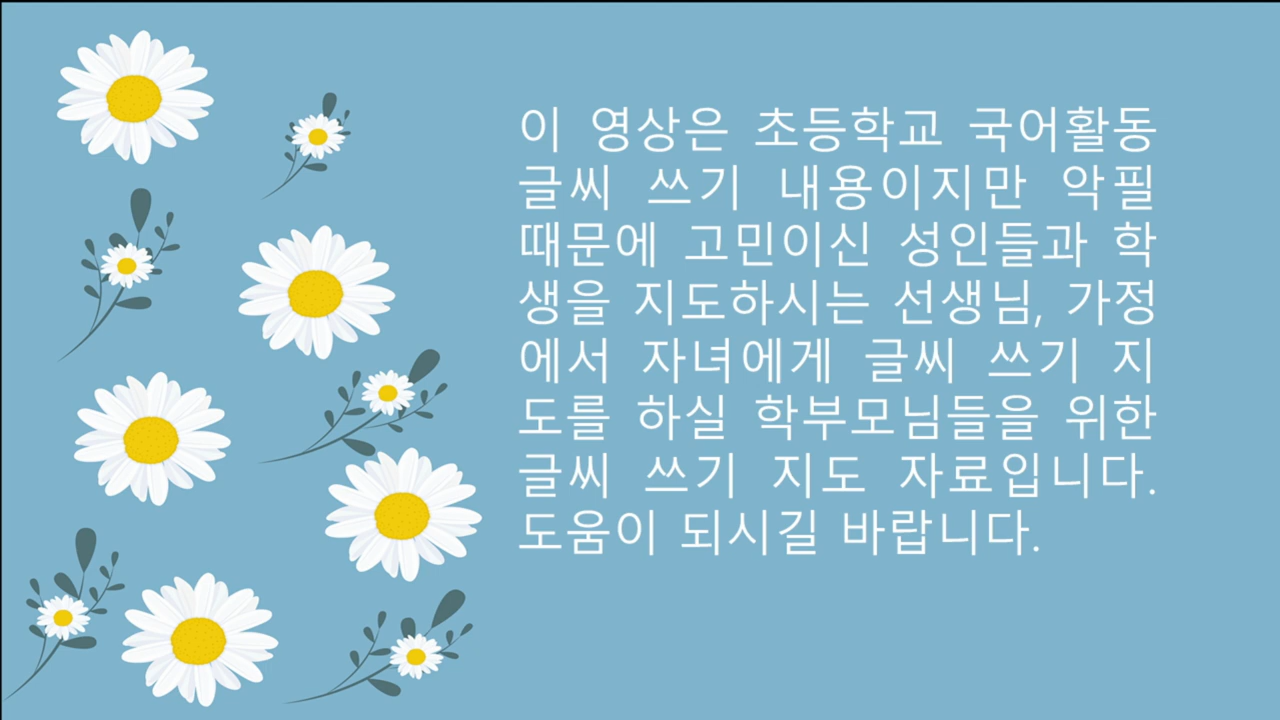 이 영상은 초등학교 국어활동
글씨 쓰기 내용이지만 악필
때문에 고민이신 성인들과 학
생을 지도하시는 선생님, 가정
에서 자녀에게 글씨 쓰기 지
도를 하실 학부모님들을 위한
글씨 쓰기 지도 자료입니다.
도움이 되시길 바랍니다.